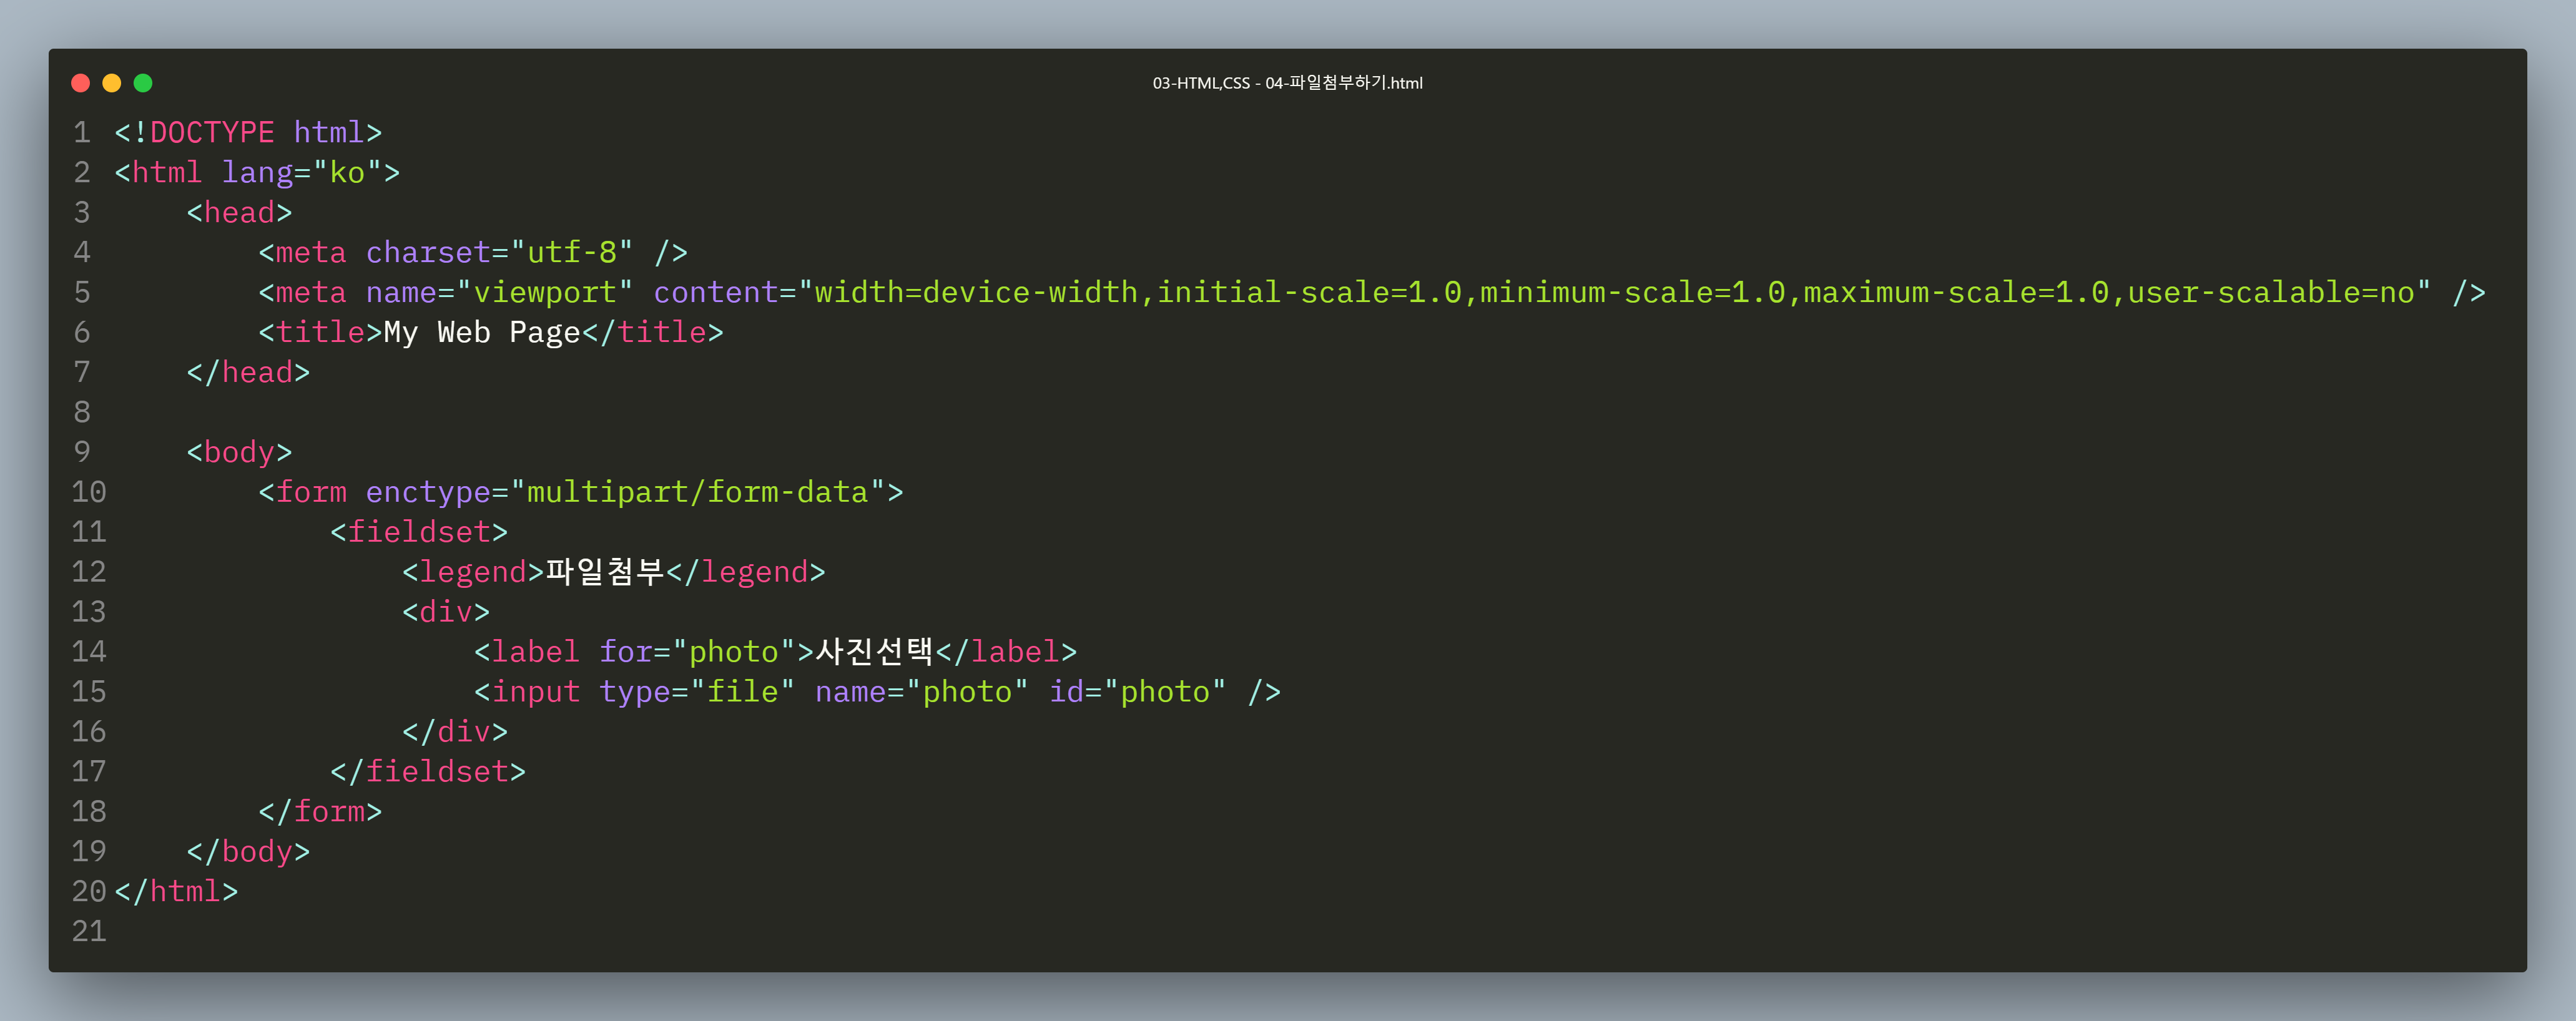 03-HTML,CSS - 04-파일첨부하기.html
1 <!DOCTYPE html>
2 <html lang="ko">
3     <head>
4         <meta charset="utf-8" />
5         <meta name="viewport" content="width=device-width,initial-scale=1.0,minimum-scale=1.0,maximum-scale=1.0,user-scalable=no" />
6         <title>My Web Page</title>
7     </head>
8
9     <body>
10         <form enctype="multipart/form-data">
11             <fieldset>
12                 <legend>파일첨부</legend>
13                 <div>
14                     <label for="photo">사진선택</label>
15                     <input type="file" name="photo" id="photo" />
16                 </div>
17             </fieldset>
18         </form>
19     </body>
20 </html>
21